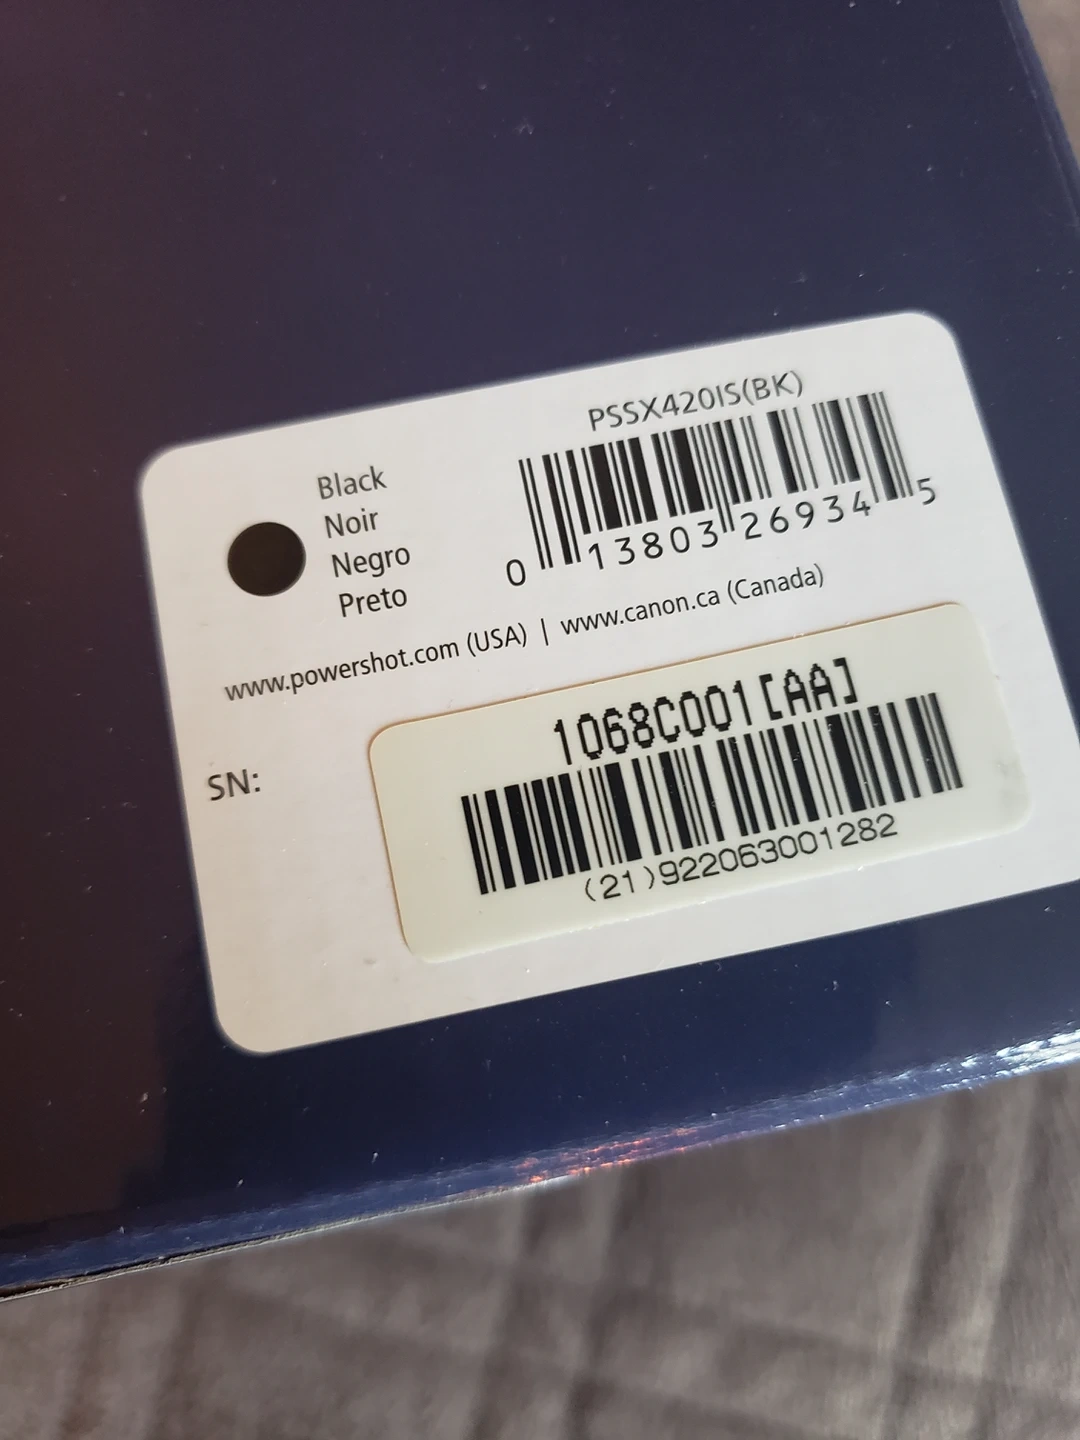 PSSX420IS(BK)
Black
Noir
Negro
Preto
0 13803 26934 5
www.powershot.com (USA) | www.canon.ca (Canada)
SN:
1068C001[AA]
(21)922063001282